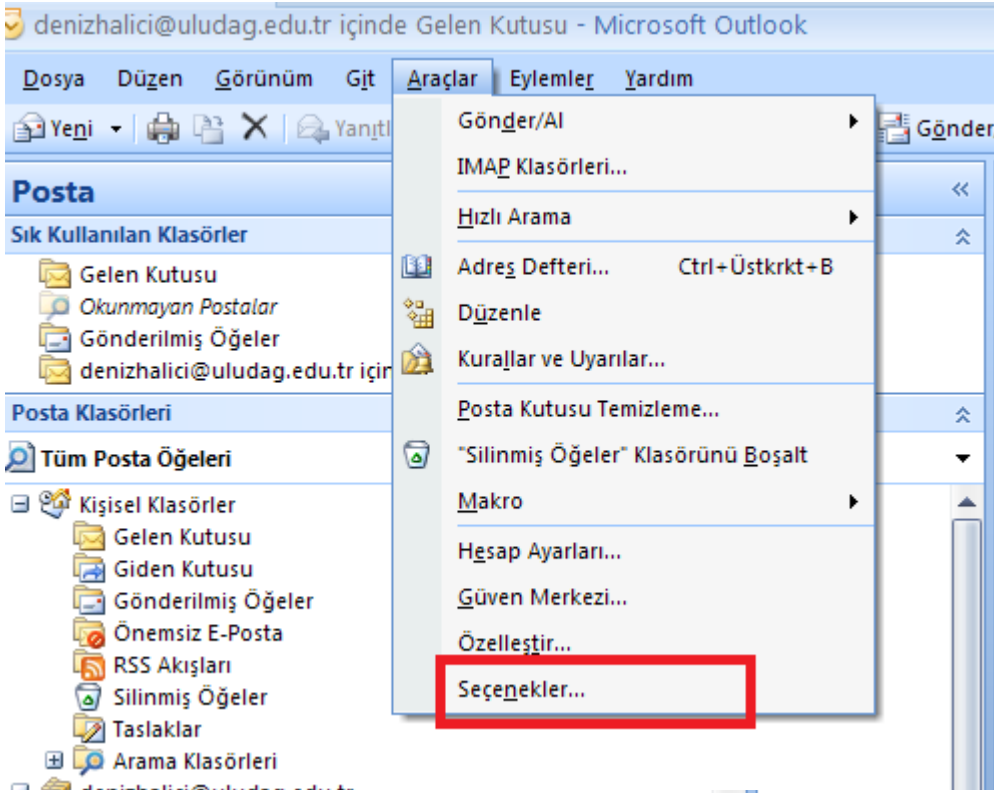 denizhalici@uludag.edu.tr içinde Gelen Kutusu - Microsoft Outlook
Dosya Düzen Görünüm Git Araçlar Eylemler Yardım
Yeni Yanıtl Gönder
Gönder/Al
IMAP Klasörleri...
Hızlı Arama
Adres Defteri... Ctrl+Üstkrkt+B
Düzenle
Kurallar ve Uyarılar...
Posta Kutusu Temizleme...
"Silinmiş Öğeler" Klasörünü Boşalt
Makro
Hesap Ayarları...
Güven Merkezi...
Özelleştir...
Seçenekler...
Posta
Sık Kullanılan Klasörler
Gelen Kutusu
Okunmayan Postalar
Gönderilmiş Öğeler
denizhalici@uludag.edu.tr için
Posta Klasörleri
Tüm Posta Öğeleri
Kişisel Klasörler
Gelen Kutusu
Giden Kutusu
Gönderilmiş Öğeler
Önemsiz E-Posta
RSS Akışları
Silinmiş Öğeler
Taslaklar
Arama Klasörleri
denizhalici@uludag.edu.tr